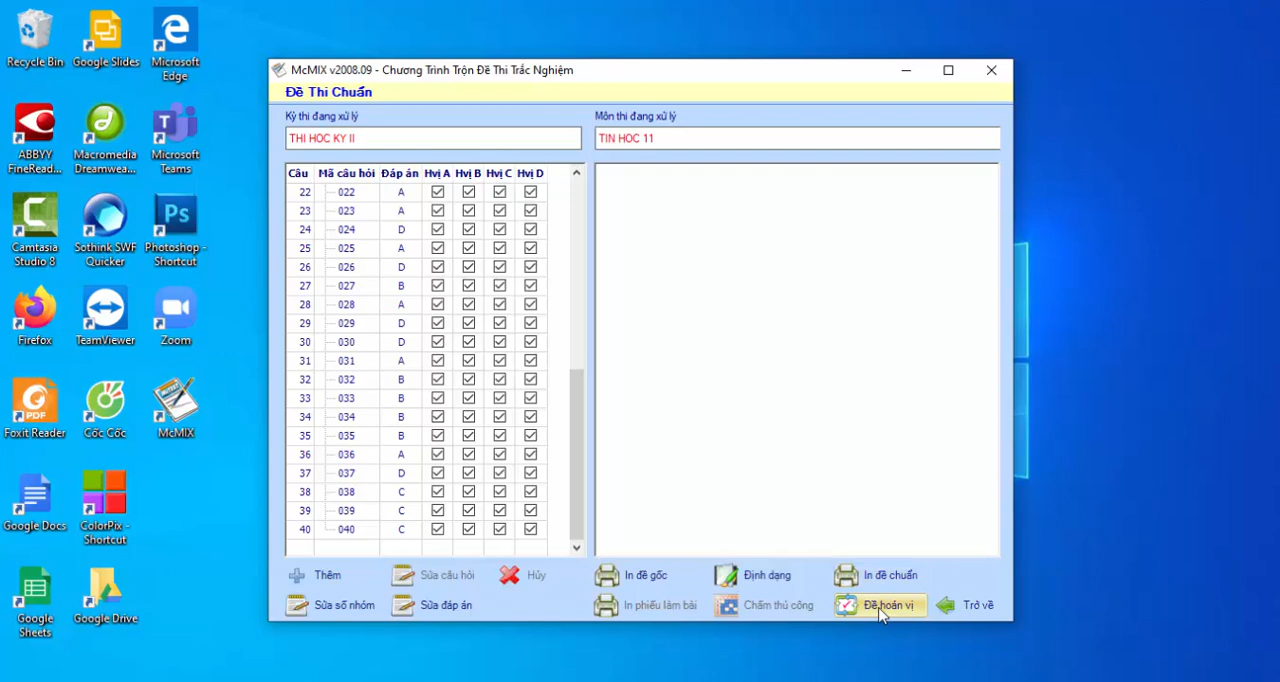 Recycle Bin
Google Slides
Microsoft
Edge
ABBYY
FineRead...
Macromedia
Dreamwea...
Microsoft
Teams
Camtasia
Studio 8
Sothink SWF
Quicker
Photoshop -
Shortcut
Firefox
TeamViewer
Zoom
Foxit Reader
Cốc Cốc
McMIX
Google Docs
ColorPix -
Shortcut
Google
Sheets
Google Drive
McMIX v2008.09 - Chương Trình Trộn Đề Thi Trắc Nghiệm
Đề Thi Chuẩn
Kỳ thi đang xử lý
Môn thi đang xử lý
THI HOC KY II
TIN HOC 11
Câu Mã câu hỏi Đáp án Hvị A Hvị B Hvị C Hvị D
22 022 A
23 023 A
24 024 D
25 025 A
26 026 D
27 027 B
28 028 A
29 029 D
30 030 D
31 031 A
32 032 B
33 033 B
34 034 B
35 035 B
36 036 A
37 037 D
38 038 C
39 039 C
40 040 C
Thêm Sửa câu hỏi Hủy In đề gốc Định dạng In đề chuẩn
Sửa số nhóm Sửa đáp án In phiếu làm bài Chấm thủ công Đề hoán vị Trở về